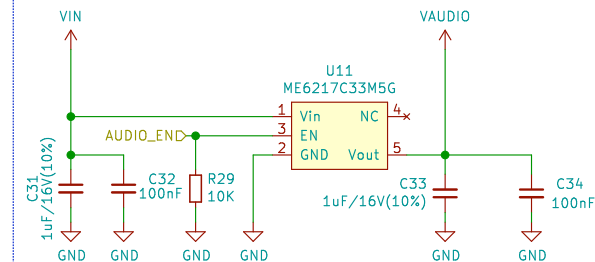 VIN
VAUDIO
U11
ME6217C33M5G
1
Vin
NC
4
AUDIO_EN
3
EN
2
GND
Vout
5
C31
1uF/16V(10%)
C32
100nF
R29
10K
C33
1uF/16V(10%)
C34
100nF
GND
GND
GND
GND
GND
GND